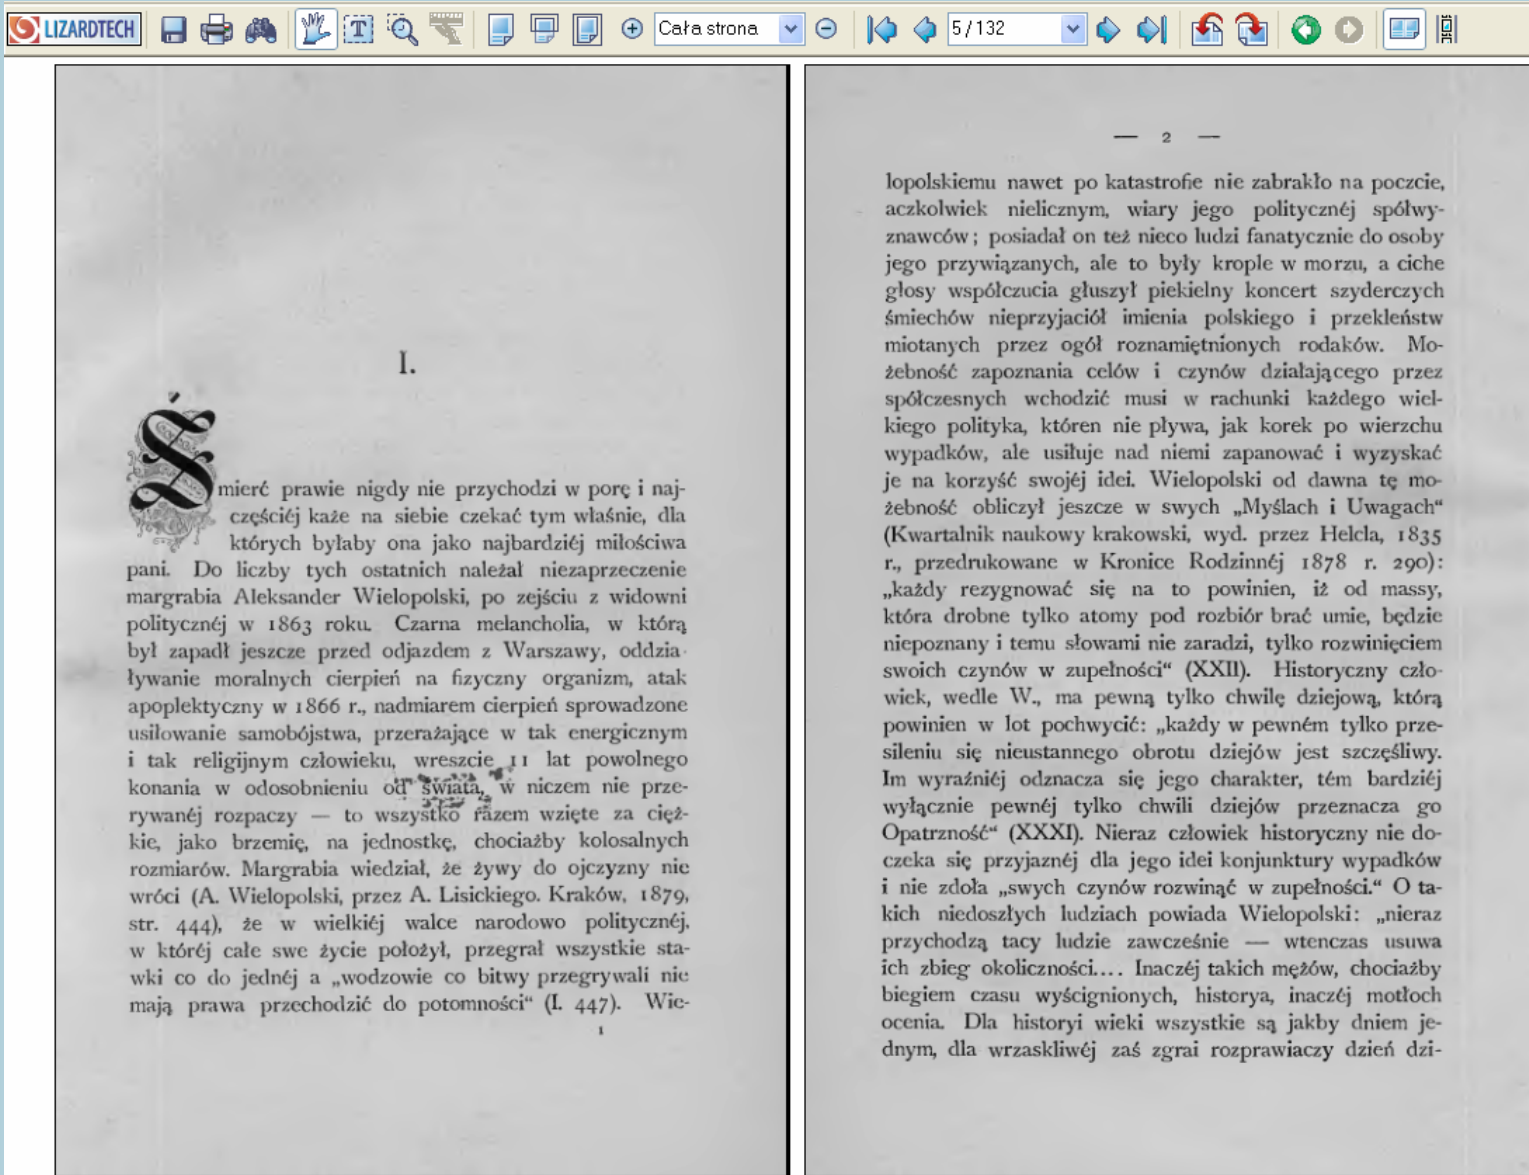 LIZARDTECH
T
Cała strona
5 / 132
I.
Śmierć prawie nigdy nie przychodzi w porę i naj-
częściéj każe na siebie czekać tym właśnie, dla
których byłaby ona jako najbardziéj miłościwa
pani. Do liczby tych ostatnich należał niezaprzeczenie
margrabia Aleksander Wielopolski, po zejściu z widowni
politycznéj w 1863 roku. Czarna melancholia, w którą
był zapadł jeszcze przed odjazdem z Warszawy, oddzia-
ływanie moralnych cierpień na fizyczny organizm, atak
apoplektyczny w 1866 r., nadmiarem cierpień sprowadzone
usiłowanie samobójstwa, przerażające w tak energicznym
i tak religijnym człowieku, wreszcie 11 lat powolnego
konania w odosobnieniu od świata, w niczem nie prze-
rywanéj rozpaczy — to wszystko razem wzięte za cięż-
kie, jako brzemię, na jednostkę, chociażby kolosalnych
rozmiarów. Margrabia wiedział, że żywy do ojczyzny nie
wróci (A. Wielopolski, przez A. Lisickiego. Kraków, 1879,
str. 444), że w wielkiéj walce narodowo politycznéj,
w któréj całe swe życie położył, przegrał wszystkie sta-
wki co do jednéj a „wodzowie co bitwy przegrywali nie
mają prawa przechodzić do potomności“ (I. 447). Wie-
1
— 2 —
lopolskiemu nawet po katastrofie nie zabrakło na poczcie,
aczkolwiek nielicznym, wiary jego politycznéj spółwy-
znawców; posiadał on też nieco ludzi fanatycznie do osoby
jego przywiązanych, ale to były krople w morzu, a ciche
głosy współczucia głuszył piekielny koncert szyderczych
śmiechów nieprzyjaciół imienia polskiego i przekleństw
miotanych przez ogół roznamiętnionych rodaków. Mo-
żebność zapoznania celów i czynów działającego przez
spółczesnych wchodzić musi w rachunki każdego wiel-
kiego polityka, któren nie pływa, jak korek po wierzchu
wypadków, ale usiłuje nad niemi zapanować i wyzyskać
je na korzyść swojéj idei. Wielopolski od dawna tę mo-
żebność obliczył jeszcze w swych „Myślach i Uwagach“
(Kwartalnik naukowy krakowski, wyd. przez Helcla, 1835
r., przedrukowane w Kronice Rodzinnéj 1878 r. 290):
„każdy rezygnować się na to powinien, iż od massy,
która drobne tylko atomy pod rozbiór brać umie, będzie
niepoznany i temu słowami nie zaradzi, tylko rozwinięciem
swoich czynów w zupełności“ (XXII). Historyczny czło-
wiek, wedle W., ma pewną tylko chwilę dziejową, którą
powinien w lot pochwycić: „każdy w pewném tylko prze-
sileniu się nieustannego obrotu dziejów jest szczęśliwy.
Im wyraźniéj odznacza się jego charakter, tém bardziéj
wyłącznie pewnéj tylko chwili dziejów przeznacza go
Opatrzność“ (XXXI). Nieraz człowiek historyczny nie do-
czeka się przyjaznéj dla jego idei konjunktury wypadków
i nie zdoła „swych czynów rozwinąć w zupełności.“ O ta-
kich niedoszłych ludziach powiada Wielopolski: „nieraz
przychodzą tacy ludzie zawcześnie — wtenczas usuwa
ich zbieg okoliczności.... Inaczéj takich mężów, chociażby
biegiem czasu wyścignionych, historya, inaczéj motłoch
ocenia. Dla historyi wieki wszystkie są jakby dniem je-
dnym, dla wrzaskliwéj zaś zgrai rozprawiaczy dzień dzi-